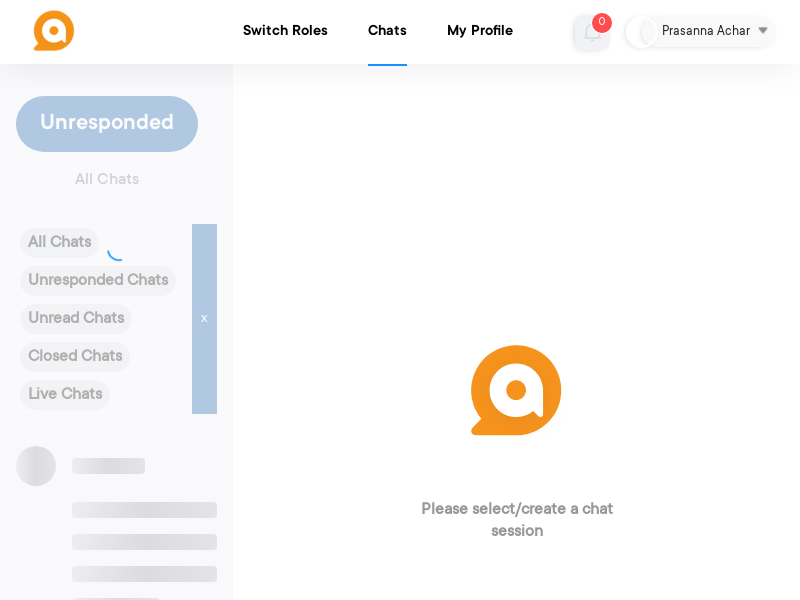 Switch Roles
Chats
My Profile
0
Prasanna Achar
Unresponded
All Chats
All Chats
Unresponded Chats
Unread Chats
Closed Chats
Live Chats
x
Please select/create a chat
session